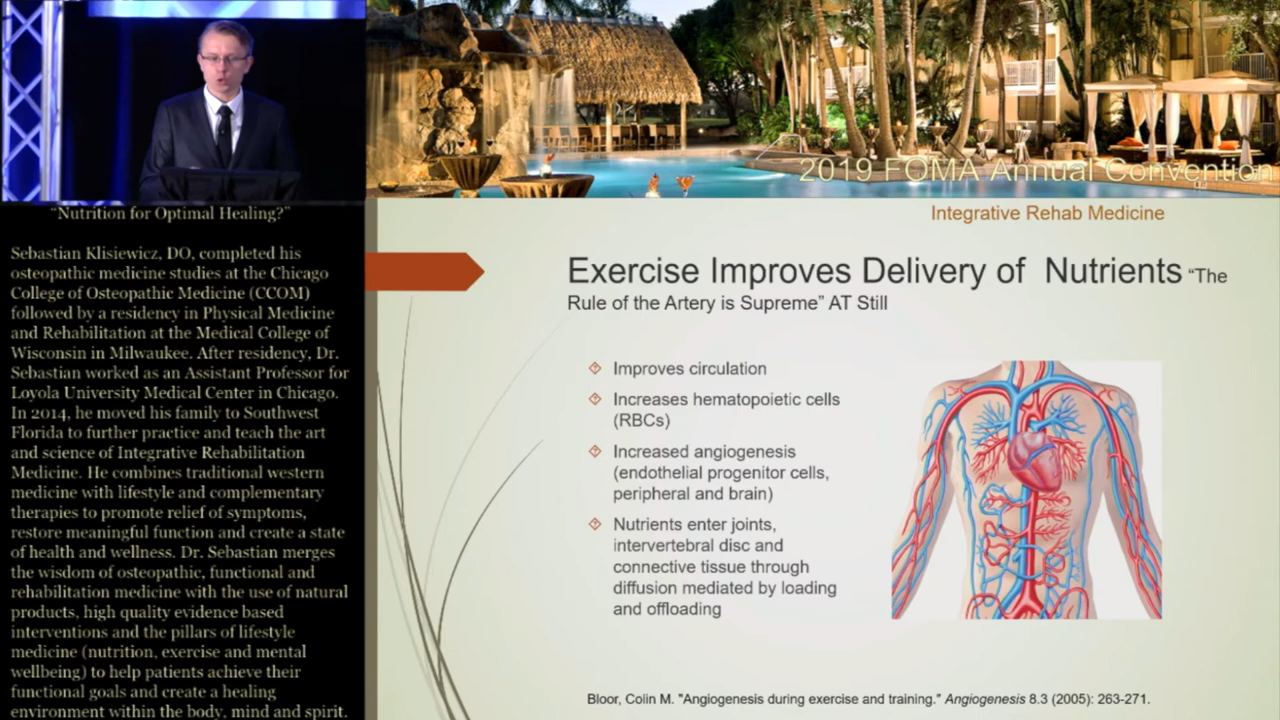 2019 FOMA Annual Convention
"Nutrition for Optimal Healing?"
Sebastian Klisiewicz, DO, completed his
osteopathic medicine studies at the Chicago
College of Osteopathic Medicine (CCOM)
followed by a residency in Physical Medicine
and Rehabilitation at the Medical College of
Wisconsin in Milwaukee. After residency, Dr.
Sebastian worked as an Assistant Professor for
Loyola University Medical Center in Chicago.
In 2014, he moved his family to Southwest
Florida to further practice and teach the art
and science of Integrative Rehabilitation
Medicine. He combines traditional western
medicine with lifestyle and complementary
therapies to promote relief of symptoms,
restore meaningful function and create a state
of health and wellness. Dr. Sebastian merges
the wisdom of osteopathic, functional and
rehabilitation medicine with the use of natural
products, high quality evidence based
interventions and the pillars of lifestyle
medicine (nutrition, exercise and mental
wellbeing) to help patients achieve their
functional goals and create a healing
environment within the body, mind and spirit.
Integrative Rehab Medicine
Exercise Improves Delivery of Nutrients "The
Rule of the Artery is Supreme" AT Still
Improves circulation
Increases hematopoietic cells
(RBCs)
Increased angiogenesis
(endothelial progenitor cells,
peripheral and brain)
Nutrients enter joints,
intervertebral disc and
connective tissue through
diffusion mediated by loading
and offloading
Bloor, Colin M. "Angiogenesis during exercise and training." Angiogenesis 8.3 (2005): 263-271.